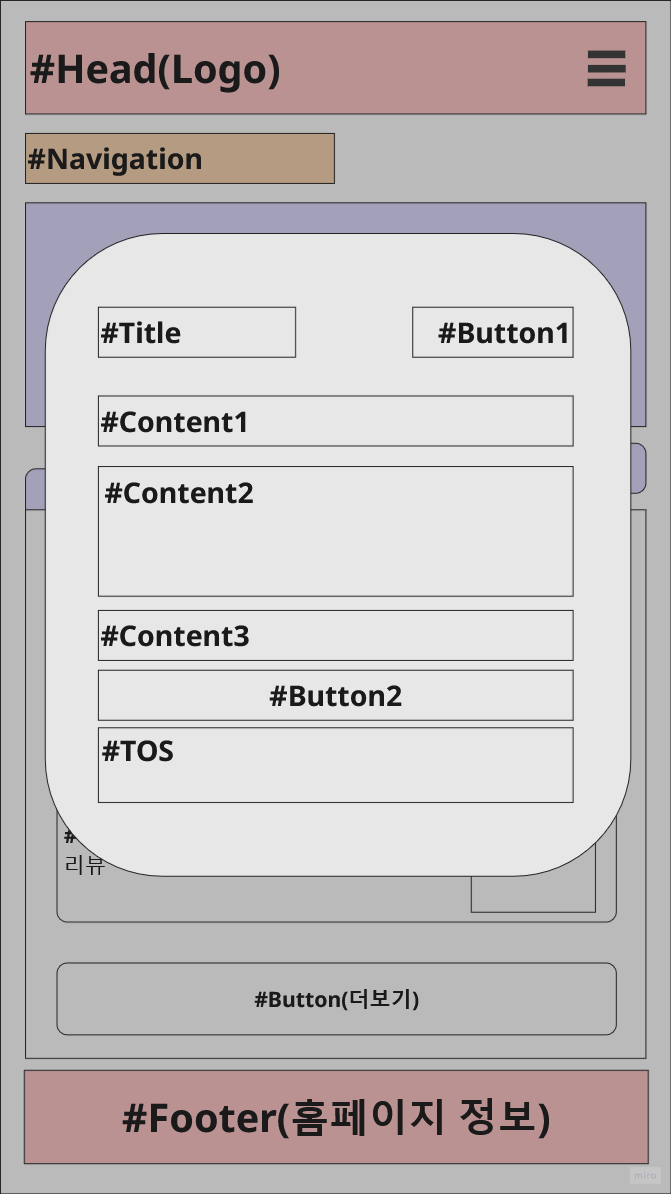 #Head(Logo)
#Navigation
#Title
#Button1
#Content1
#Content2
#Content3
#Button2
#TOS
#
리뷰
#Button(더보기)
#Footer(홈페이지 정보)
miro